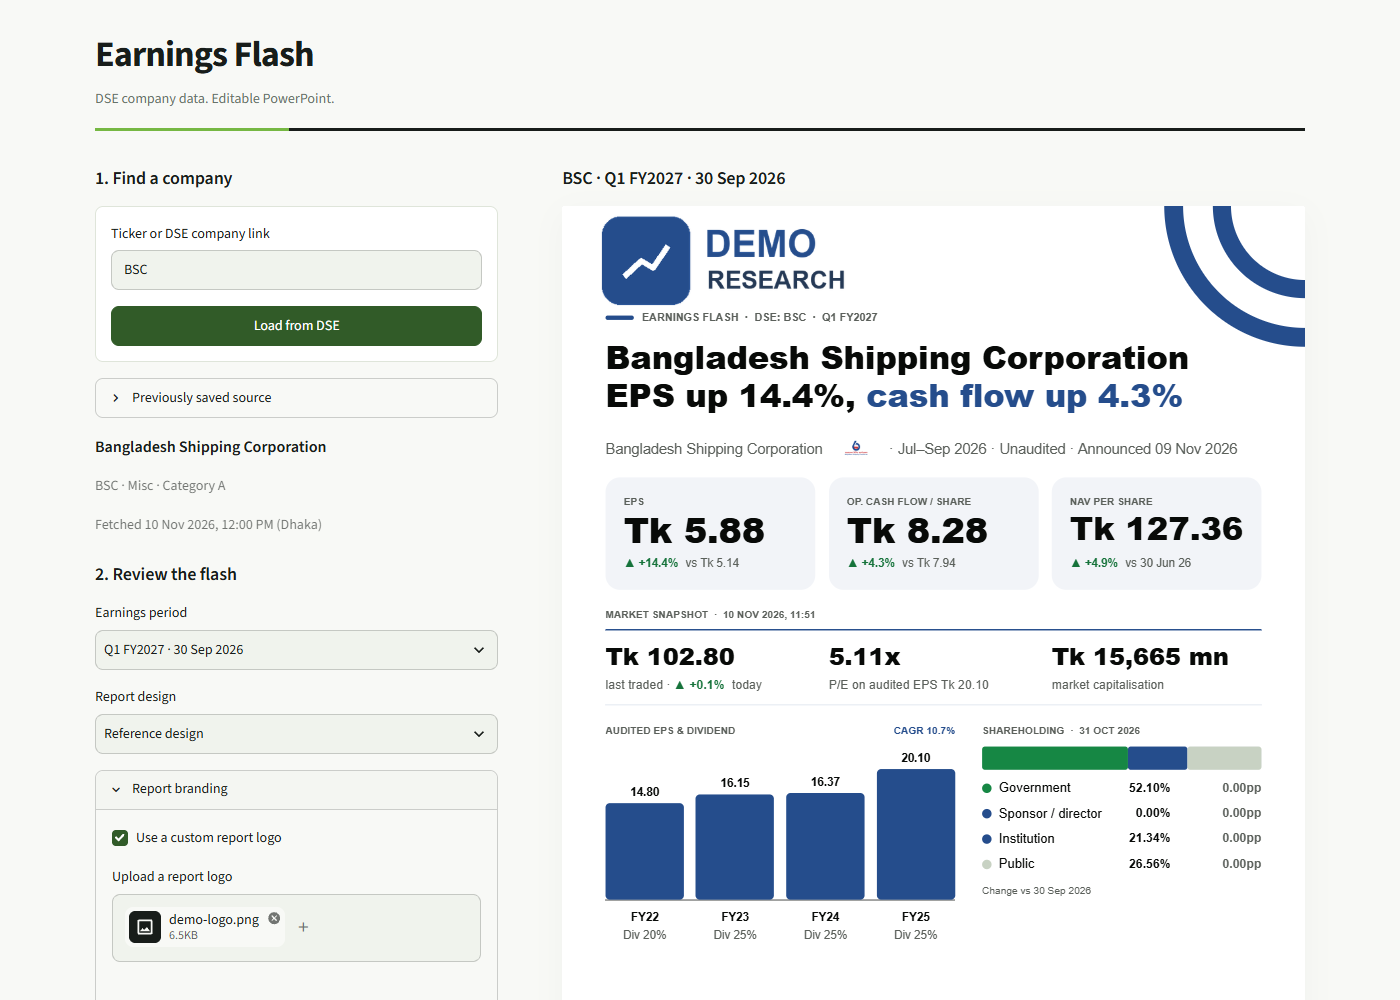 Earnings Flash
DSE company data. Editable PowerPoint.
1. Find a company
Ticker or DSE company link
BSC
Load from DSE
Previously saved source
Bangladesh Shipping Corporation
BSC · Misc · Category A
Fetched 10 Nov 2026, 12:00 PM (Dhaka)
2. Review the flash
Earnings period
Q1 FY2027 · 30 Sep 2026
Report design
Reference design
Report branding
Use a custom report logo
Upload a report logo
demo-logo.png
6.5KB
BSC · Q1 FY2027 · 30 Sep 2026
DEMO
RESEARCH
EARNINGS FLASH · DSE: BSC · Q1 FY2027
Bangladesh Shipping Corporation
EPS up 14.4%, cash flow up 4.3%
Bangladesh Shipping Corporation · Jul–Sep 2026 · Unaudited · Announced 09 Nov 2026
EPS
Tk 5.88
▲ +14.4% vs Tk 5.14
OP. CASH FLOW / SHARE
Tk 8.28
▲ +4.3% vs Tk 7.94
NAV PER SHARE
Tk 127.36
▲ +4.9% vs 30 Jun 26
MARKET SNAPSHOT · 10 NOV 2026, 11:51
Tk 102.80
last traded · ▲ +0.1% today
5.11x
P/E on audited EPS Tk 20.10
Tk 15,665 mn
market capitalisation
AUDITED EPS & DIVIDEND CAGR 10.7%
14.80 16.15 16.37 20.10
FY22 FY23 FY24 FY25
Div 20% Div 25% Div 25% Div 25%
SHAREHOLDING · 31 OCT 2026
Government 52.10% 0.00pp
Sponsor / director 0.00% 0.00pp
Institution 21.34% 0.00pp
Public 26.56% 0.00pp
Change vs 30 Sep 2026